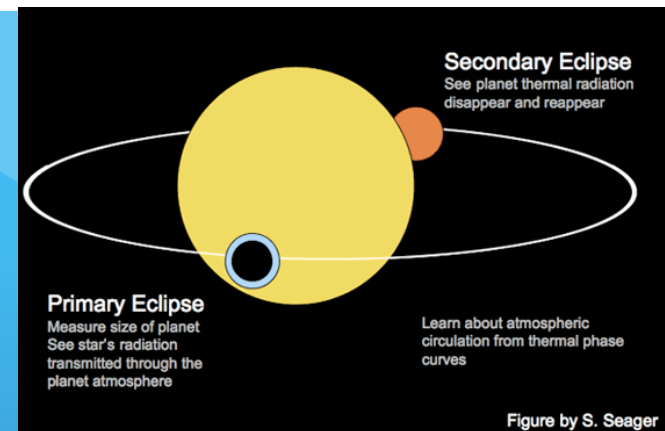 Secondary Eclipse
See planet thermal radiation
disappear and reappear
Primary Eclipse
Measure size of planet
See star's radiation
transmitted through the
planet atmosphere
Learn about atmospheric
circulation from thermal phase
curves
Figure by S. Seager